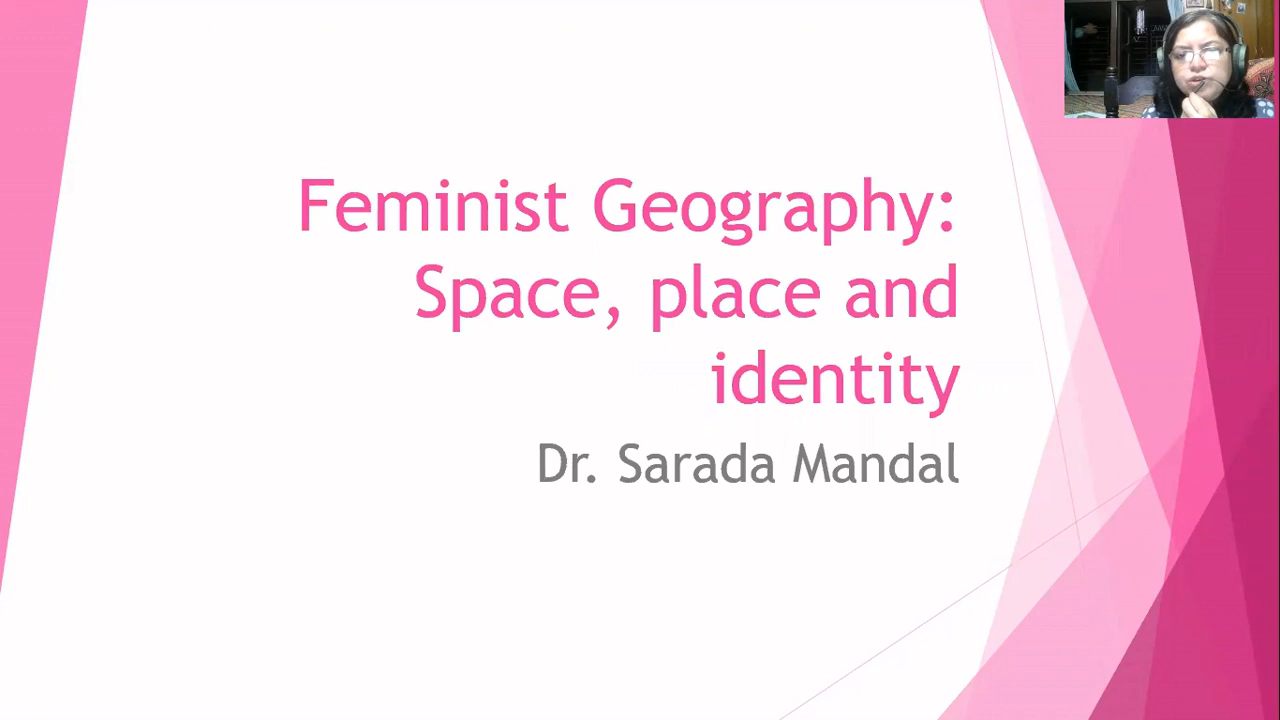 Feminist Geography:
Space, place and
identity
Dr. Sarada Mandal